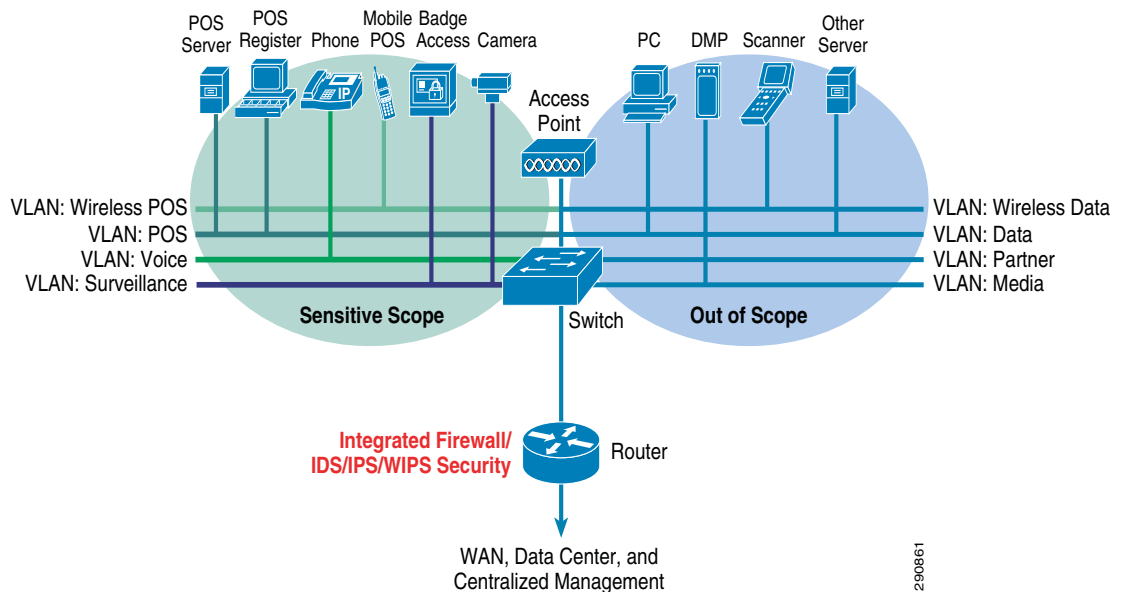 POS
Server
POS
Register
Phone
Mobile
POS
Badge
Access
Camera
IP
Access
Point
PC
DMP
Scanner
Other
Server
VLAN: Wireless POS
VLAN: POS
VLAN: Voice
VLAN: Surveillance
VLAN: Wireless Data
VLAN: Data
VLAN: Partner
VLAN: Media
Sensitive Scope
Switch
Out of Scope
Integrated Firewall/
IDS/IPS/WIPS Security
Router
WAN, Data Center, and
Centralized Management
290861